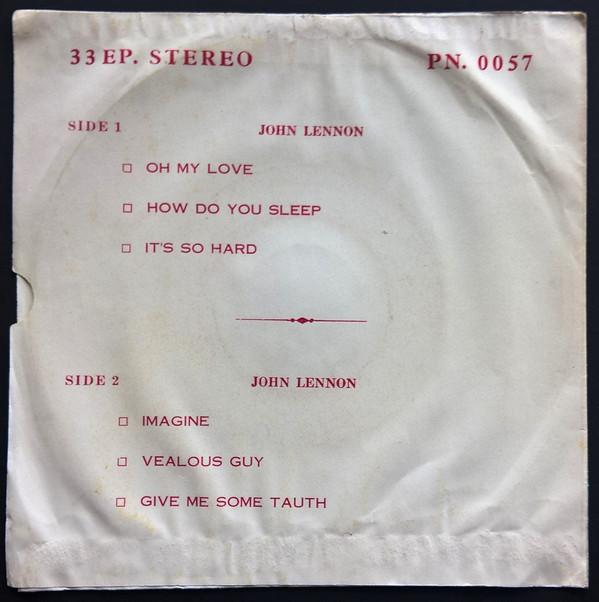 33 EP. STEREO PN. 0057
SIDE 1 JOHN LENNON
OH MY LOVE
HOW DO YOU SLEEP
IT'S SO HARD
SIDE 2 JOHN LENNON
IMAGINE
VEALOUS GUY
GIVE ME SOME TAUTH